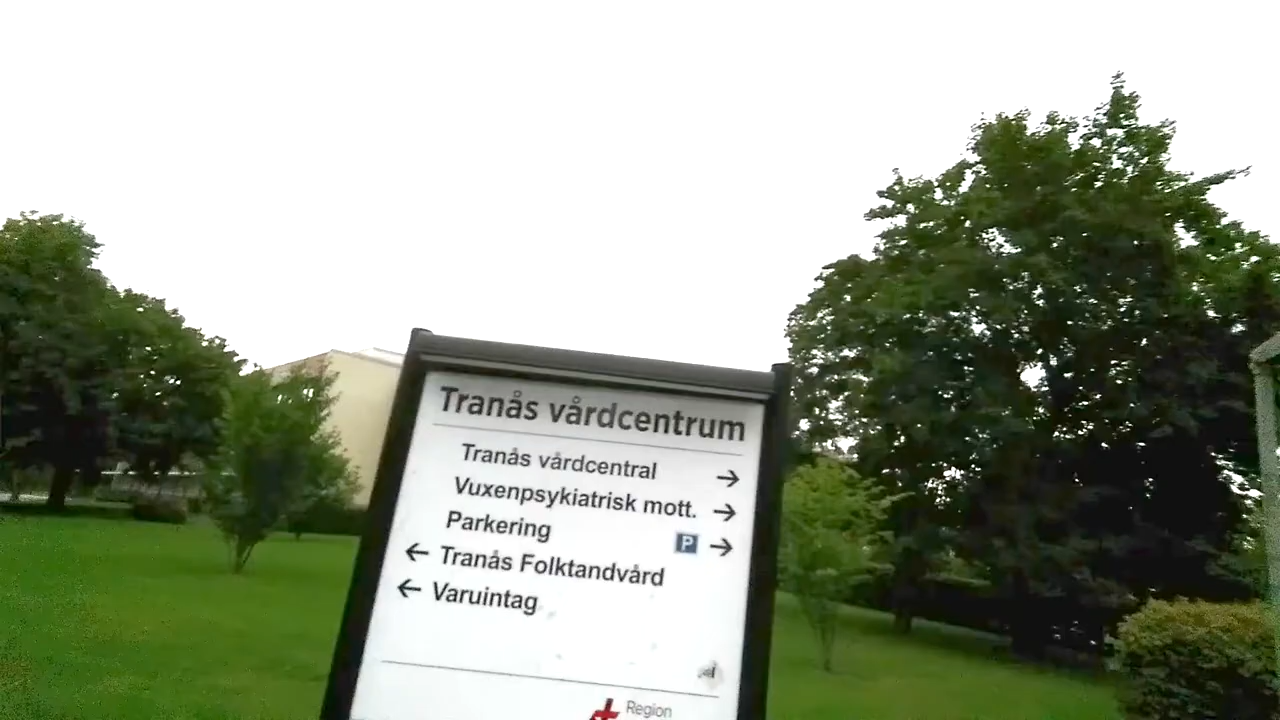 Tranås vårdcentrum
Tranås vårdcentral →
Vuxenpsykiatrisk mott. →
Parkering P →
← Tranås Folktandvård
← Varuintag
Region